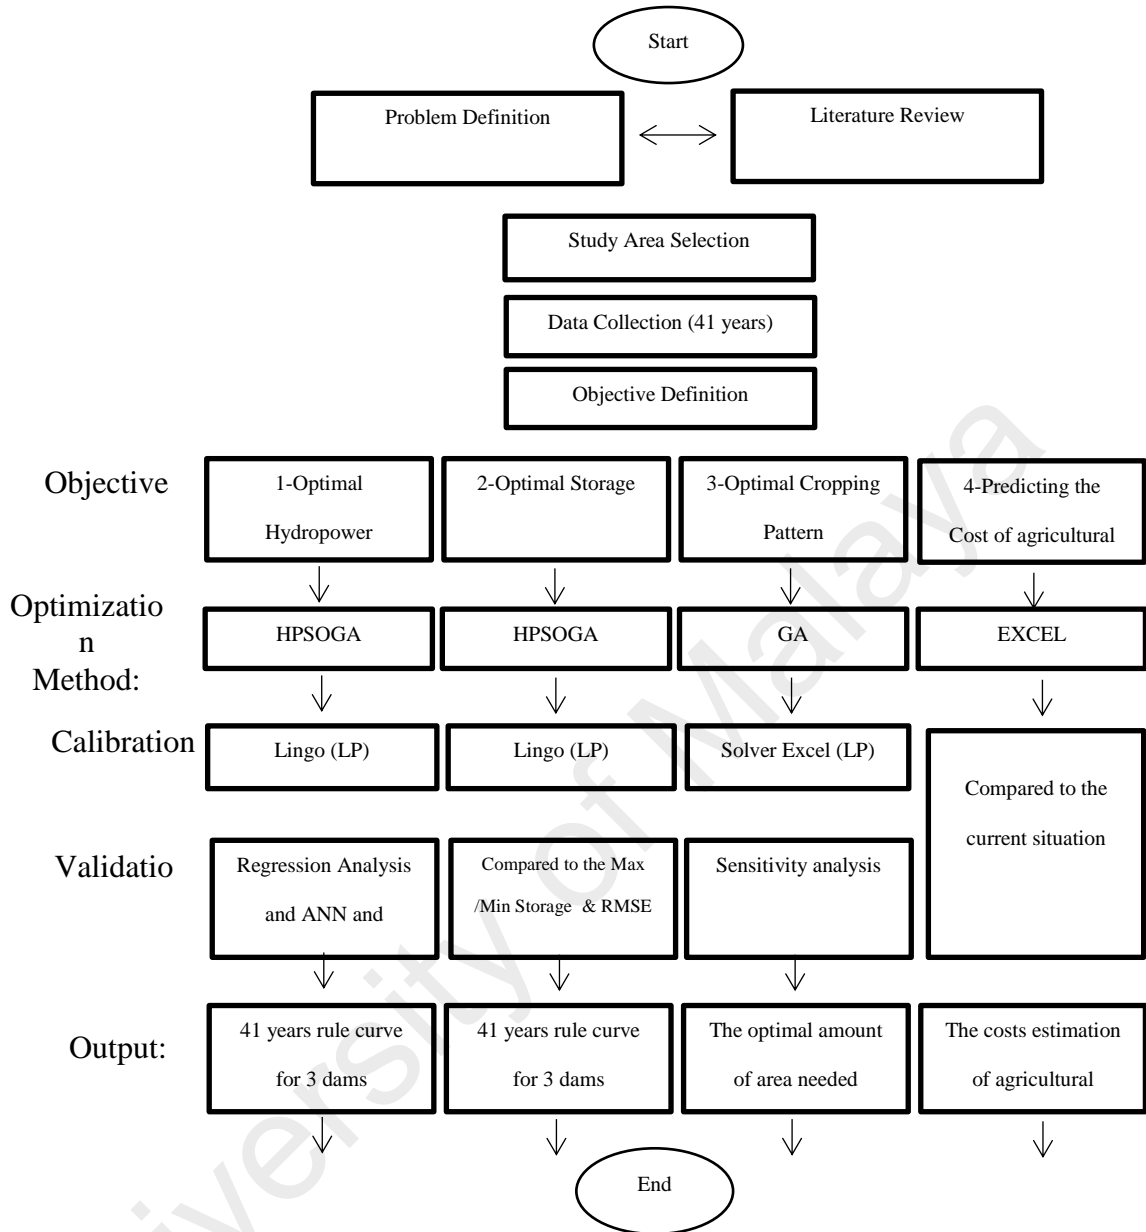 Start
Problem Definition
Literature Review
Study Area Selection
Data Collection (41 years)
Objective Definition
Objective
1-Optimal
Hydropower
2-Optimal Storage
3-Optimal Cropping
Pattern
4-Predicting the
Cost of agricultural
Optimizatio
n
Method:
HPSOGA
HPSOGA
GA
EXCEL
Calibration
Lingo (LP)
Lingo (LP)
Solver Excel (LP)
Compared to the
current situation
Validatio
Regression Analysis
and ANN and
Compared to the Max
/Min Storage & RMSE
Sensitivity analysis
Output:
41 years rule curve
for 3 dams
41 years rule curve
for 3 dams
The optimal amount
of area needed
The costs estimation
of agricultural
End
versity of Malaya